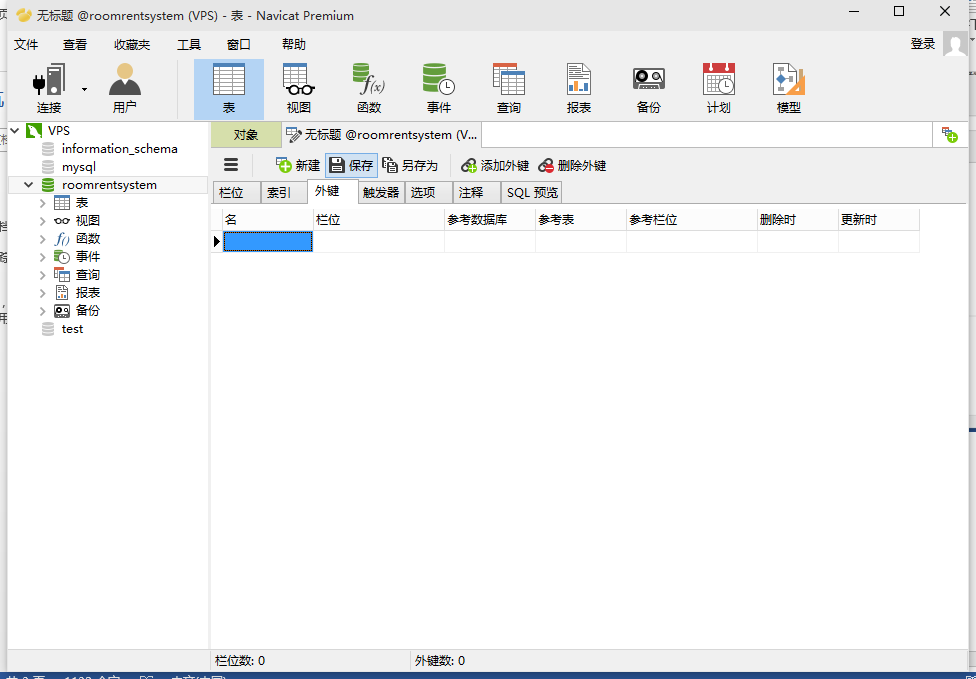 无标题 @roomrentsystem (VPS) - 表 - Navicat Premium
文件 查看 收藏夹 工具 窗口 帮助 登录
连接 用户 表 视图 函数 事件 查询 报表 备份 计划 模型
VPS
information_schema
mysql
roomrentsystem
表
视图
函数
事件
查询
报表
备份
test
对象 无标题 @roomrentsystem (V...
新建 保存 另存为 添加外键 删除外键
栏位 索引 外键 触发器 选项 注释 SQL 预览
名 栏位 参考数据库 参考表 参考栏位 删除时 更新时
栏位数: 0 外键数: 0